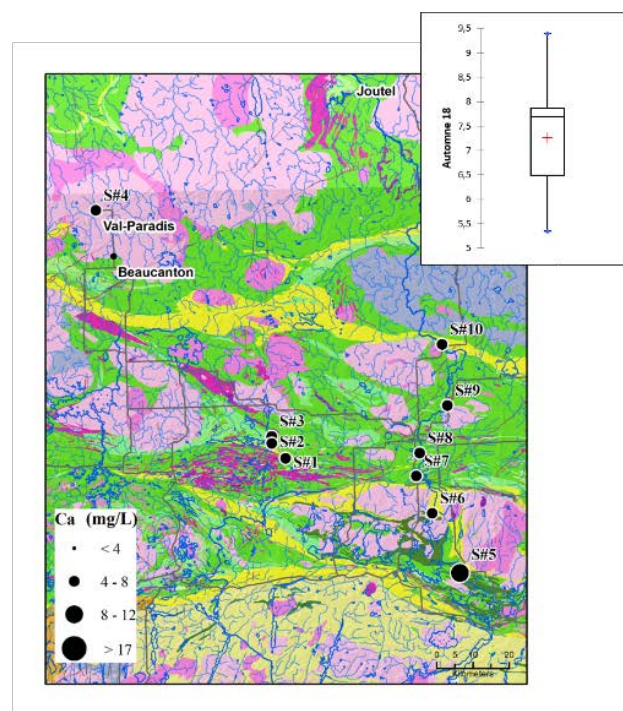 9,5
9
8,5
8
7,5
7
6,5
6
5,5
5
Automne 18
Joutel
S#4
Val-Paradis
Beaucanton
S#10
S#9
S#3
S#2
S#1
S#8
S#7
S#6
S#5
Ca (mg/L)
< 4
4 - 8
8 - 12
> 17
0 5 10 20
Kilometers